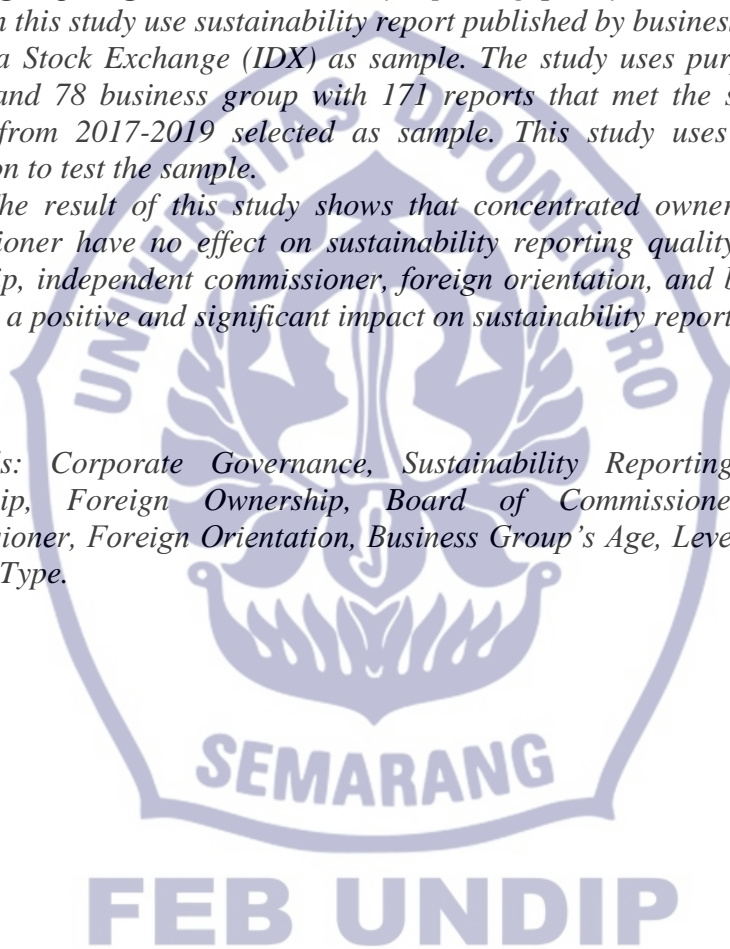 n this study use sustainability report published by business
a Stock Exchange (IDX) as sample. The study uses pur
and 78 business group with 171 reports that met the s
from 2017-2019 selected as sample. This study uses
on to test the sample.
he result of this study shows that concentrated owner
ioner have no effect on sustainability reporting quality
ip, independent commissioner, foreign orientation, and b
a positive and significant impact on sustainability report
s: Corporate Governance, Sustainability Reporting
ip, Foreign Ownership, Board of Commissione
sioner, Foreign Orientation, Business Group’s Age, Leve
Type.
UNIVERSITAS DIPONEGORO
SEMARANG
FEB UNDIP